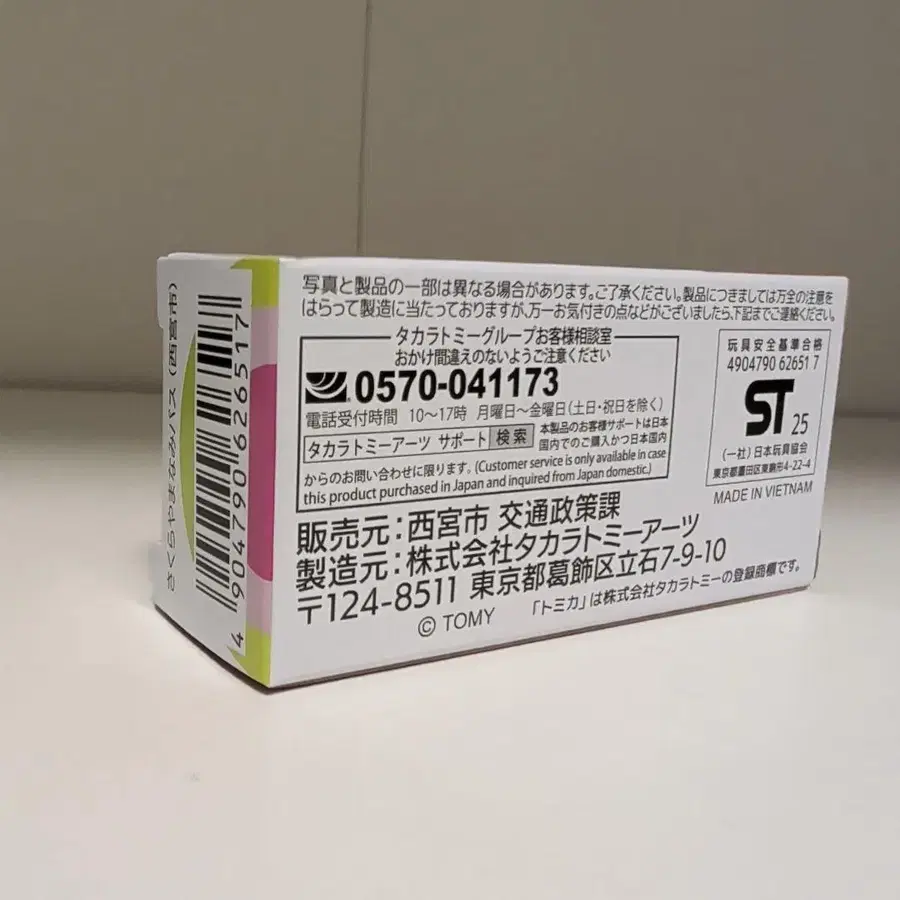 さくらやまなみバス(西宮市)
4 904790 626517
写真と製品の一部は異なる場合があります。ご了承ください。製品につきましては万全の注意を
はらって製造に当たっておりますが、万一お気付きの点などがございましたら、下記までご連絡ください。
タカラトミーグループお客様相談室
おかけ間違えのないようご注意ください
0570-041173
電話受付時間 10〜17時 月曜日〜金曜日(土日・祝日を除く)
タカラトミーアーツ サポート 検索
本製品のお客様サポートは日本
国内でのご購入かつ日本国内
からのお問い合わせに限ります。(Customer service is only available in case
this product purchased in Japan and inquired from Japan domestic.)
玩具安全基準合格
4904790 62651 7
ST 25
(一社)日本玩具協会
東京都墨田区東駒形4-22-4
MADE IN VIETNAM
販売元:西宮市 交通政策課
製造元:株式会社タカラトミーアーツ
〒124-8511 東京都葛飾区立石7-9-10
© TOMY 「トミカ」は株式会社タカラトミーの登録商標です。